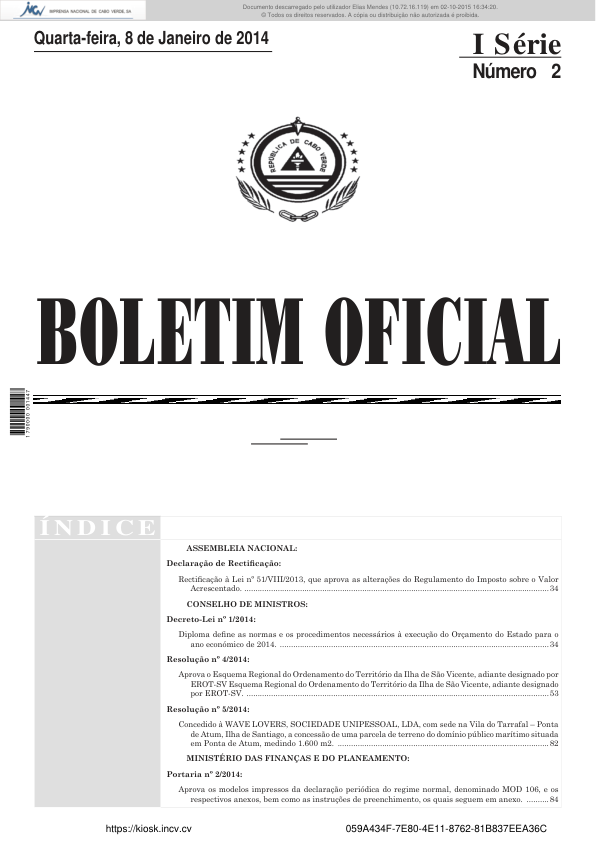 INCV IMPRENSA NACIONAL DE CABO VERDE, SA
Documento descarregado pelo utilizador Elias Mendes (10.72.16.119) em 02-10-2015 16:34:20.
© Todos os direitos reservados. A cópia ou distribuição não autorizada é proibida.
Quarta-feira, 8 de Janeiro de 2014
I Série
Número 2
REPÚBLICA DE CABO VERDE
BOLETIM OFICIAL
ÍNDICE
ASSEMBLEIA NACIONAL:
Declaração de Rectificação:
Rectificação à Lei nº 51/VIII/2013, que aprova as alterações do Regulamento do Imposto sobre o Valor
Acrescentado. ........ 34
CONSELHO DE MINISTROS:
Decreto-Lei nº 1/2014:
Diploma define as normas e os procedimentos necessários à execução do Orçamento do Estado para o
ano económico de 2014. ........ 34
Resolução nº 4/2014:
Aprova o Esquema Regional do Ordenamento do Território da Ilha de São Vicente, adiante designado por
EROT-SV Esquema Regional do Ordenamento do Território da Ilha de São Vicente, adiante designado
por EROT-SV. ........ 53
Resolução nº 5/2014:
Concedido à WAVE LOVERS, SOCIEDADE UNIPESSOAL, LDA, com sede na Vila do Tarrafal – Ponta
de Atum, Ilha de Santiago, a concessão de uma parcela de terreno do domínio público marítimo situada
em Ponta de Atum, medindo 1.600 m2. ........ 82
MINISTÉRIO DAS FINANÇAS E DO PLANEAMENTO:
Portaria nº 2/2014:
Aprova os modelos impressos da declaração periódica do regime normal, denominado MOD 106, e os
respectivos anexos, bem como as instruções de preenchimento, os quais seguem em anexo. .......... 84
https://kiosk.incv.cv
059A434F-7E80-4E11-8762-81B837EEA36C